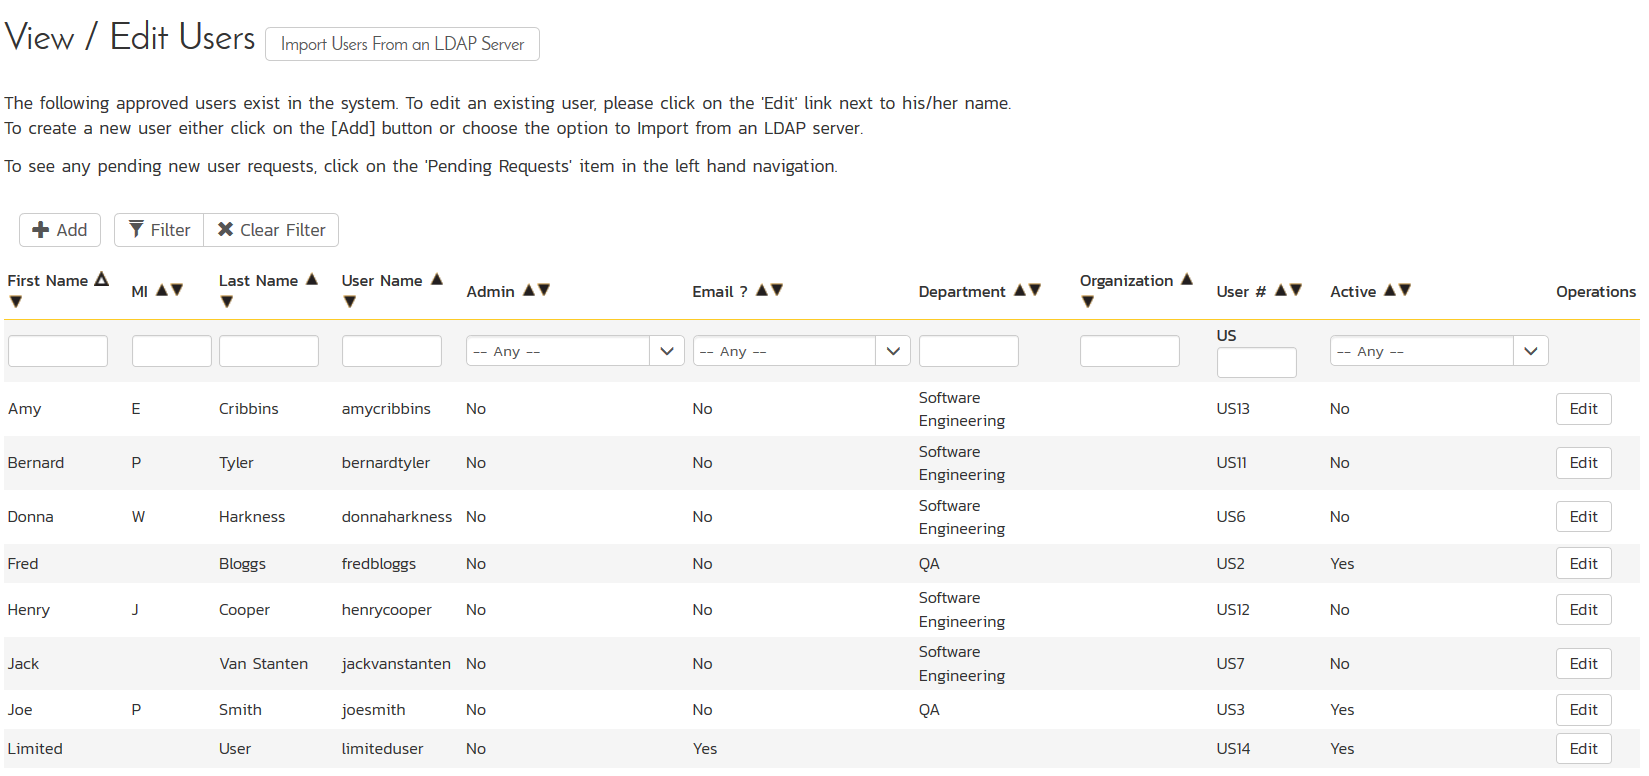 View / Edit Users Import Users From an LDAP Server
The following approved users exist in the system. To edit an existing user, please click on the 'Edit' link next to his/her name.
To create a new user either click on the [Add] button or choose the option to Import from an LDAP server.
To see any pending new user requests, click on the 'Pending Requests' item in the left hand navigation.
Add Filter Clear Filter
First Name MI Last Name User Name Admin Email ? Department Organization User # Active Operations
-- Any -- -- Any -- US -- Any --
Amy E Cribbins amycribbins No No Software Engineering US13 No Edit
Bernard P Tyler bernardtyler No No Software Engineering US11 No Edit
Donna W Harkness donnaharkness No No Software Engineering US6 No Edit
Fred Bloggs fredbloggs No No QA US2 Yes Edit
Henry J Cooper henrycooper No No Software Engineering US12 No Edit
Jack Van Stanten jackvanstanten No No Software Engineering US7 No Edit
Joe P Smith joesmith No No QA US3 Yes Edit
Limited User limiteduser No Yes US14 Yes Edit